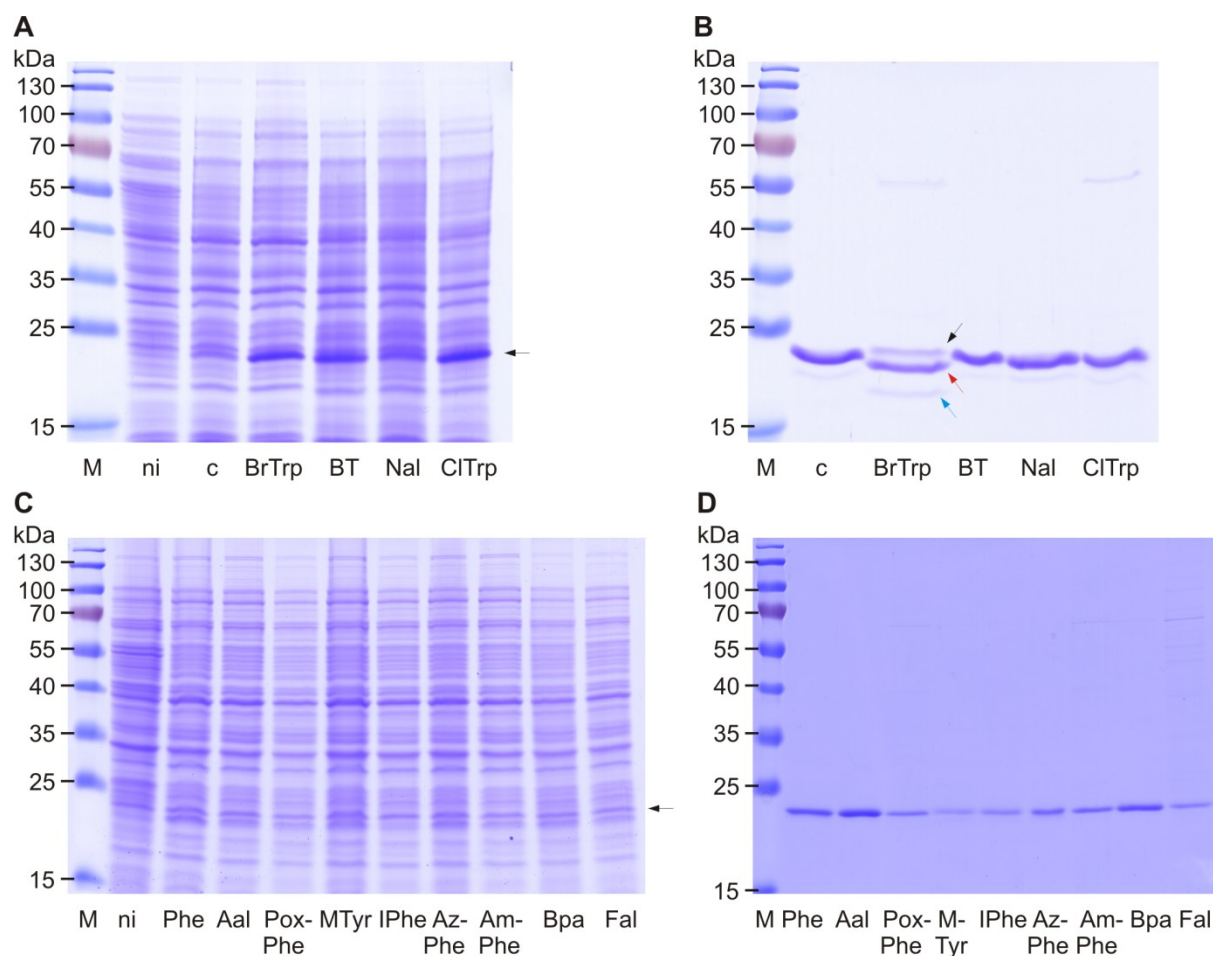 A
kDa
130
100
70
55
40
35
25
15
M ni c BrTrp BT Nal ClTrp
B
kDa
130
100
70
55
40
35
25
15
M c BrTrp BT Nal ClTrp
C
kDa
130
100
70
55
40
35
25
15
M ni Phe Aal Pox- MTyr IPhe Az- Am- Bpa Fal
Phe Phe Phe
D
kDa
130
100
70
55
40
35
25
15
M Phe Aal Pox- M- IPhe Az- Am- Bpa Fal
Phe Tyr Phe Phe